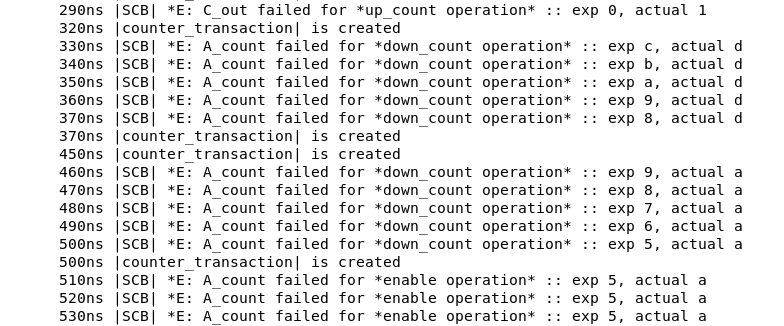 290ns |SCB| *E: C_out failed for *up_count operation* :: exp 0, actual 1
320ns |counter_transaction| is created
330ns |SCB| *E: A_count failed for *down_count operation* :: exp c, actual d
340ns |SCB| *E: A_count failed for *down_count operation* :: exp b, actual d
350ns |SCB| *E: A_count failed for *down_count operation* :: exp a, actual d
360ns |SCB| *E: A_count failed for *down_count operation* :: exp 9, actual d
370ns |SCB| *E: A_count failed for *down_count operation* :: exp 8, actual d
370ns |counter_transaction| is created
450ns |counter_transaction| is created
460ns |SCB| *E: A_count failed for *down_count operation* :: exp 9, actual a
470ns |SCB| *E: A_count failed for *down_count operation* :: exp 8, actual a
480ns |SCB| *E: A_count failed for *down_count operation* :: exp 7, actual a
490ns |SCB| *E: A_count failed for *down_count operation* :: exp 6, actual a
500ns |SCB| *E: A_count failed for *down_count operation* :: exp 5, actual a
500ns |counter_transaction| is created
510ns |SCB| *E: A_count failed for *enable operation* :: exp 5, actual a
520ns |SCB| *E: A_count failed for *enable operation* :: exp 5, actual a
530ns |SCB| *E: A_count failed for *enable operation* :: exp 5, actual a